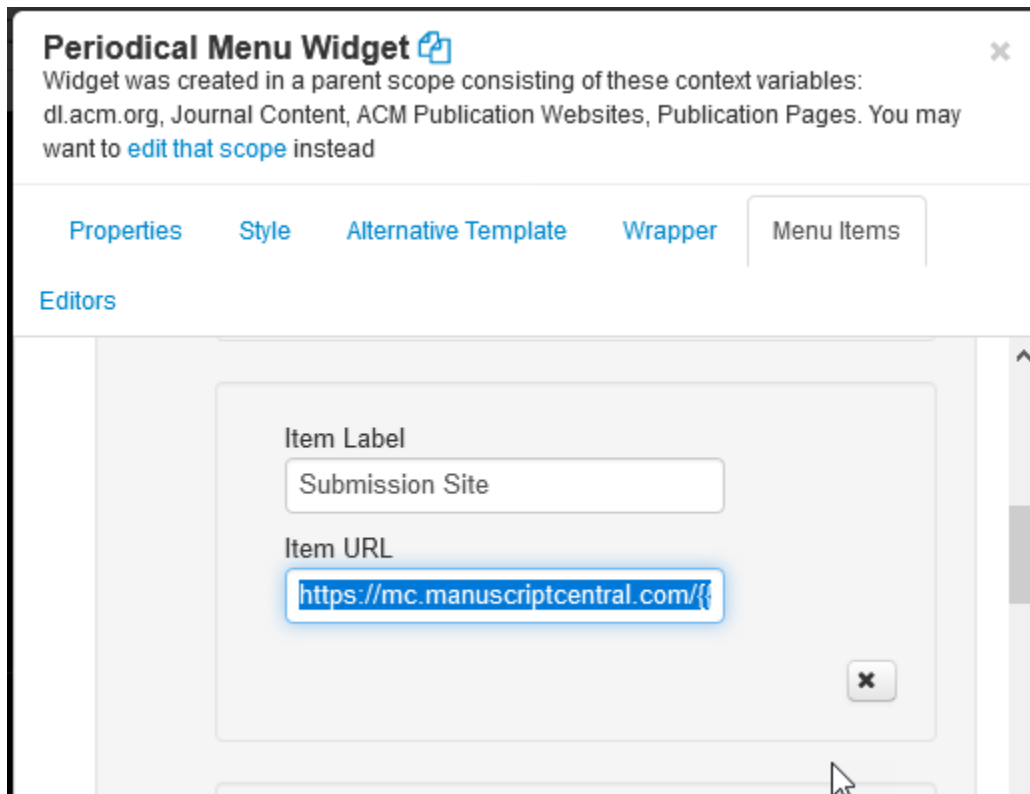 Periodical Menu Widget
Widget was created in a parent scope consisting of these context variables:
dl.acm.org, Journal Content, ACM Publication Websites, Publication Pages. You may
want to edit that scope instead
Properties Style Alternative Template Wrapper Menu Items
Editors
Item Label
Submission Site
Item URL
https://mc.manuscriptcentral.com/{{